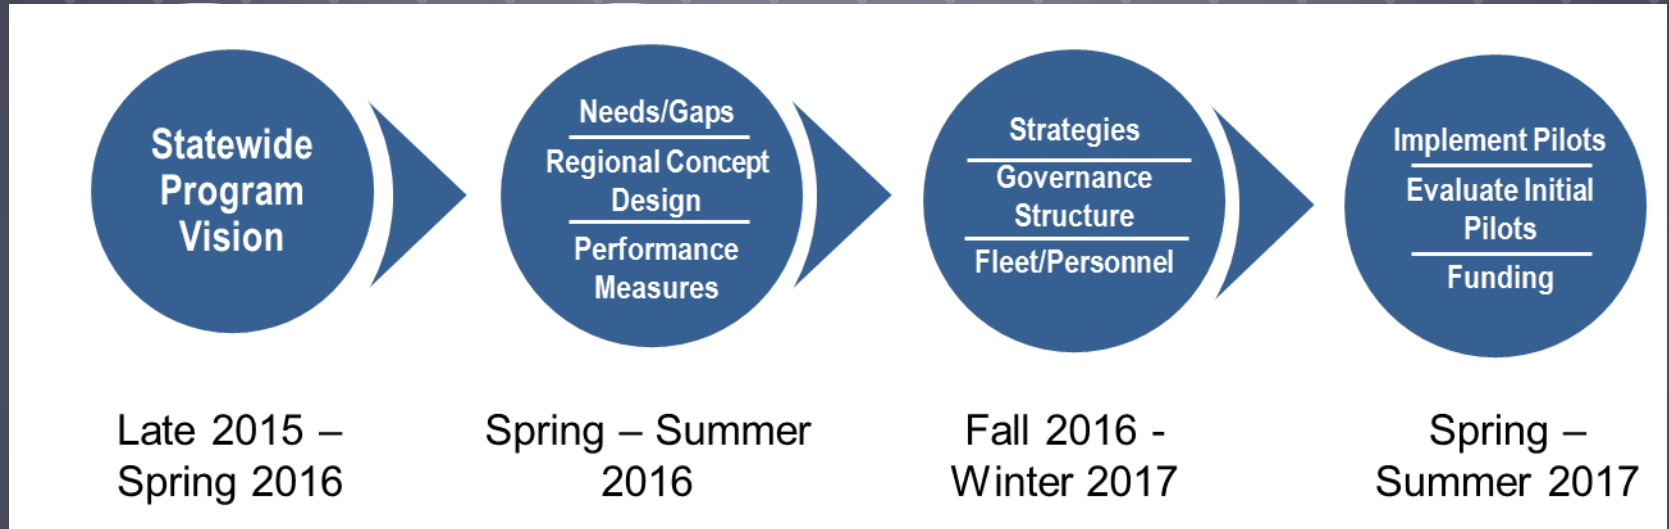 Statewide
Program
Vision
Needs/Gaps
Regional Concept
Design
Performance
Measures
Strategies
Governance
Structure
Fleet/Personnel
Implement Pilots
Evaluate Initial
Pilots
Funding
Late 2015 –
Spring 2016
Spring – Summer
2016
Fall 2016 -
Winter 2017
Spring –
Summer 2017